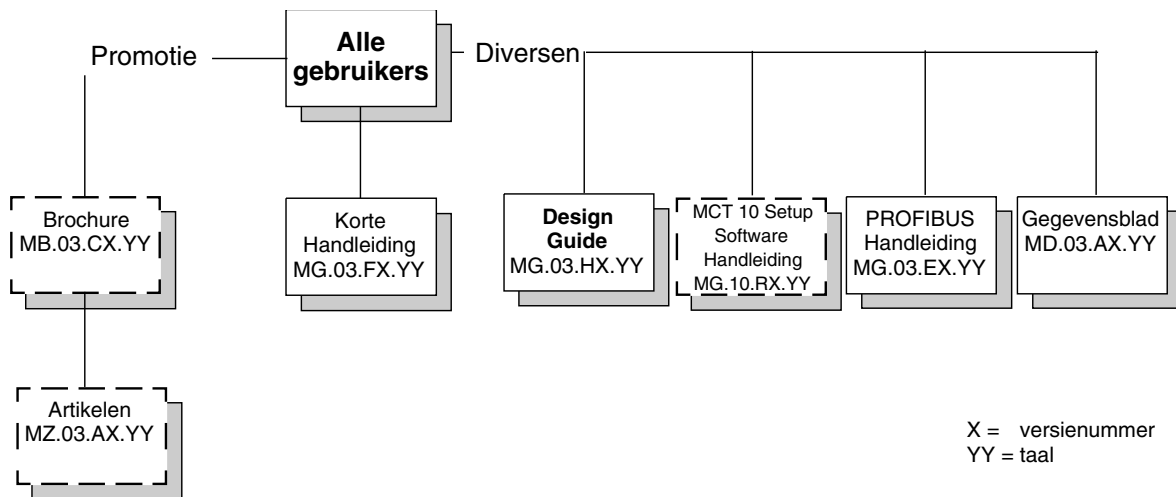 Promotie
Alle
gebruikers
Diversen
Brochure
MB.03.CX.YY
Korte
Handleiding
MG.03.FX.YY
Design
Guide
MG.03.HX.YY
MCT 10 Setup
Software
Handleiding
MG.10.RX.YY
PROFIBUS
Handleiding
MG.03.EX.YY
Gegevensblad
MD.03.AX.YY
Artikelen
MZ.03.AX.YY
X = versienummer
YY = taal